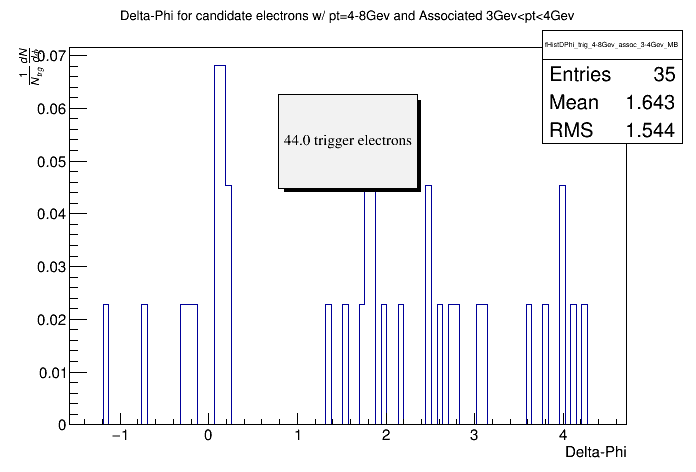 Delta-Phi for candidate electrons w/ pt=4-8Gev and Associated 3Gev<pt<4Gev
fHistDPhi_trig_4-8Gev_assoc_3-4Gev_MB
Entries 35
Mean 1.643
RMS 1.544
44.0 trigger electrons
0.07
0.06
0.05
0.04
0.03
0.02
0.01
0
−1 0 1 2 3 4
Delta-Phi